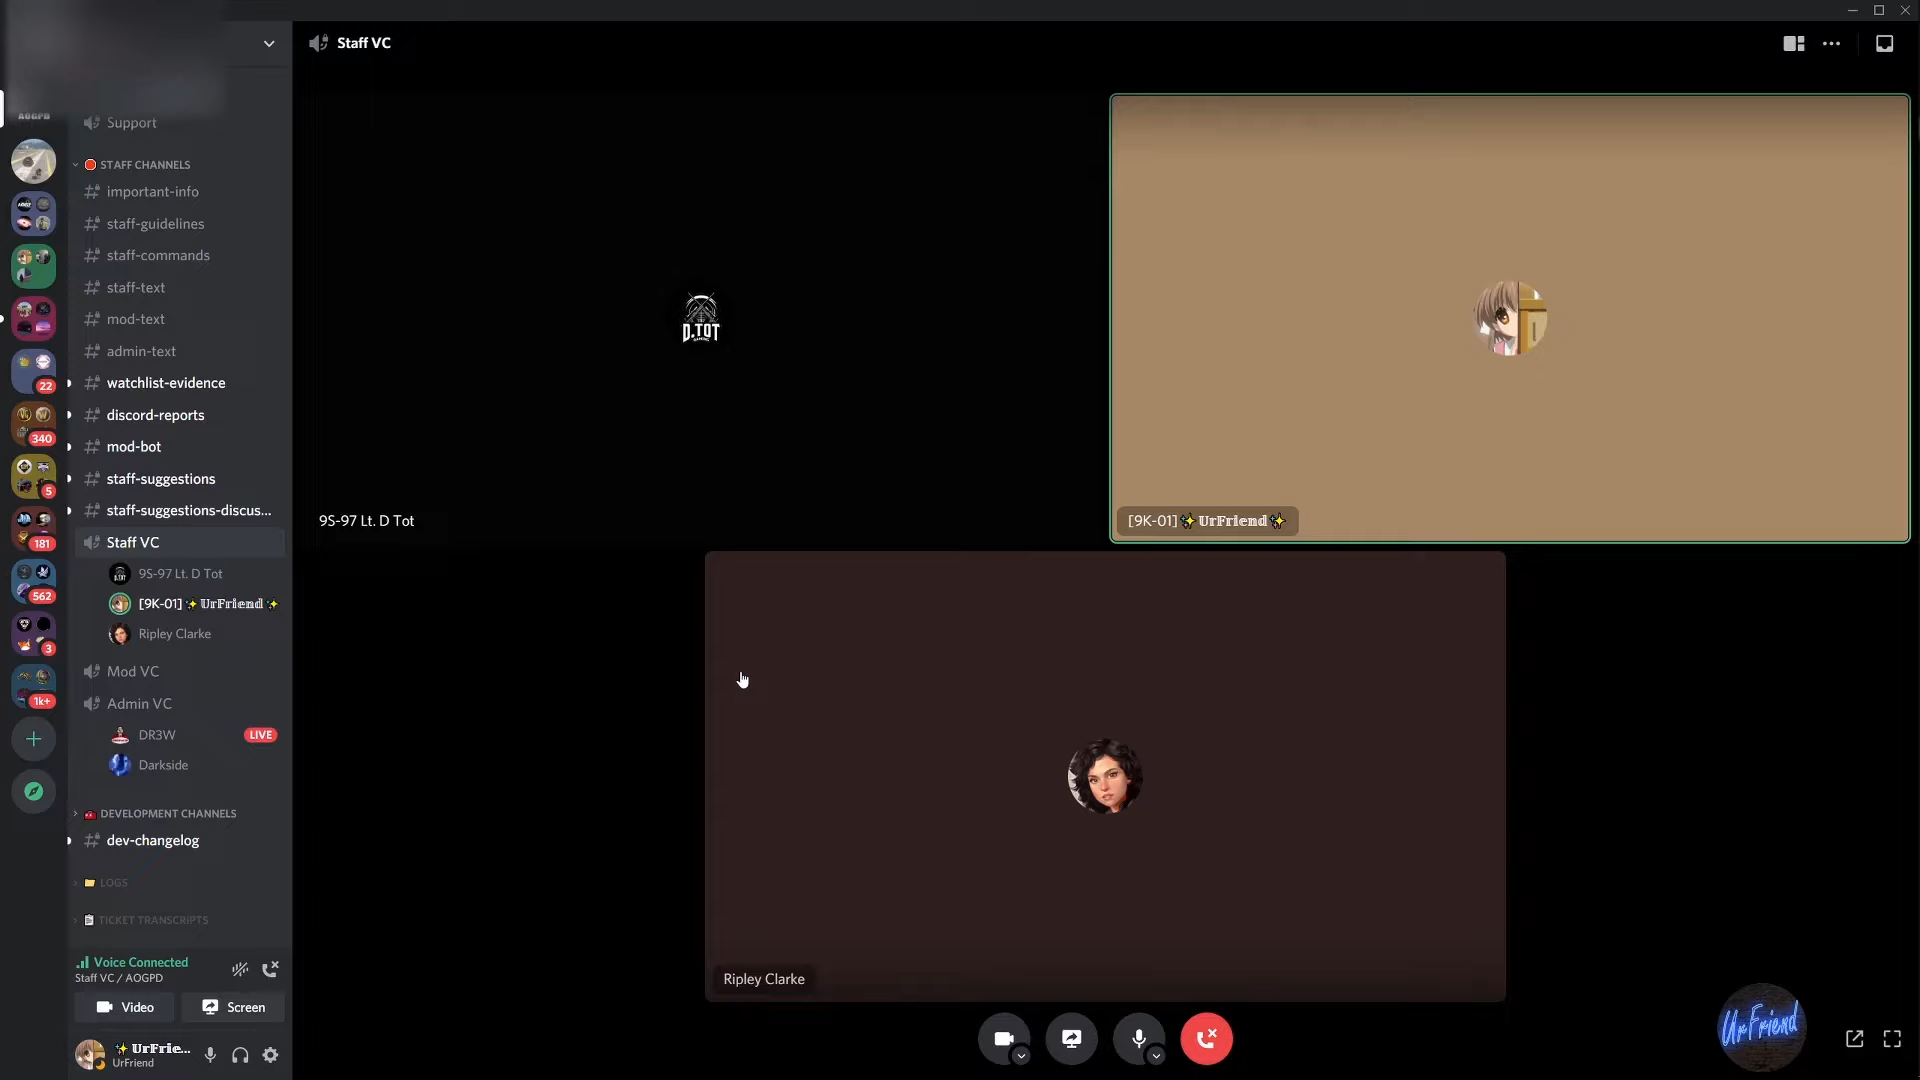 Staff VC
AOGPD
Support
STAFF CHANNELS
important-info
staff-guidelines
staff-commands
staff-text
mod-text
admin-text
watchlist-evidence
22
discord-reports
340
mod-bot
staff-suggestions
5
staff-suggestions-discus...
181
Staff VC
9S-97 Lt. D Tot
562
[9K-01]✨UrFriend✨
Ripley Clarke
3
Mod VC
1k+
Admin VC
DR3W
LIVE
Darkside
DEVELOPMENT CHANNELS
dev-changelog
LOGS
TICKET TRANSCRIPTS
Voice Connected
Staff VC / AOGPD
Video
Screen
✨UrFrie...
UrFriend
D.TOT
GAMING
9S-97 Lt. D Tot
[9K-01]✨UrFriend✨
Ripley Clarke
UrFriend